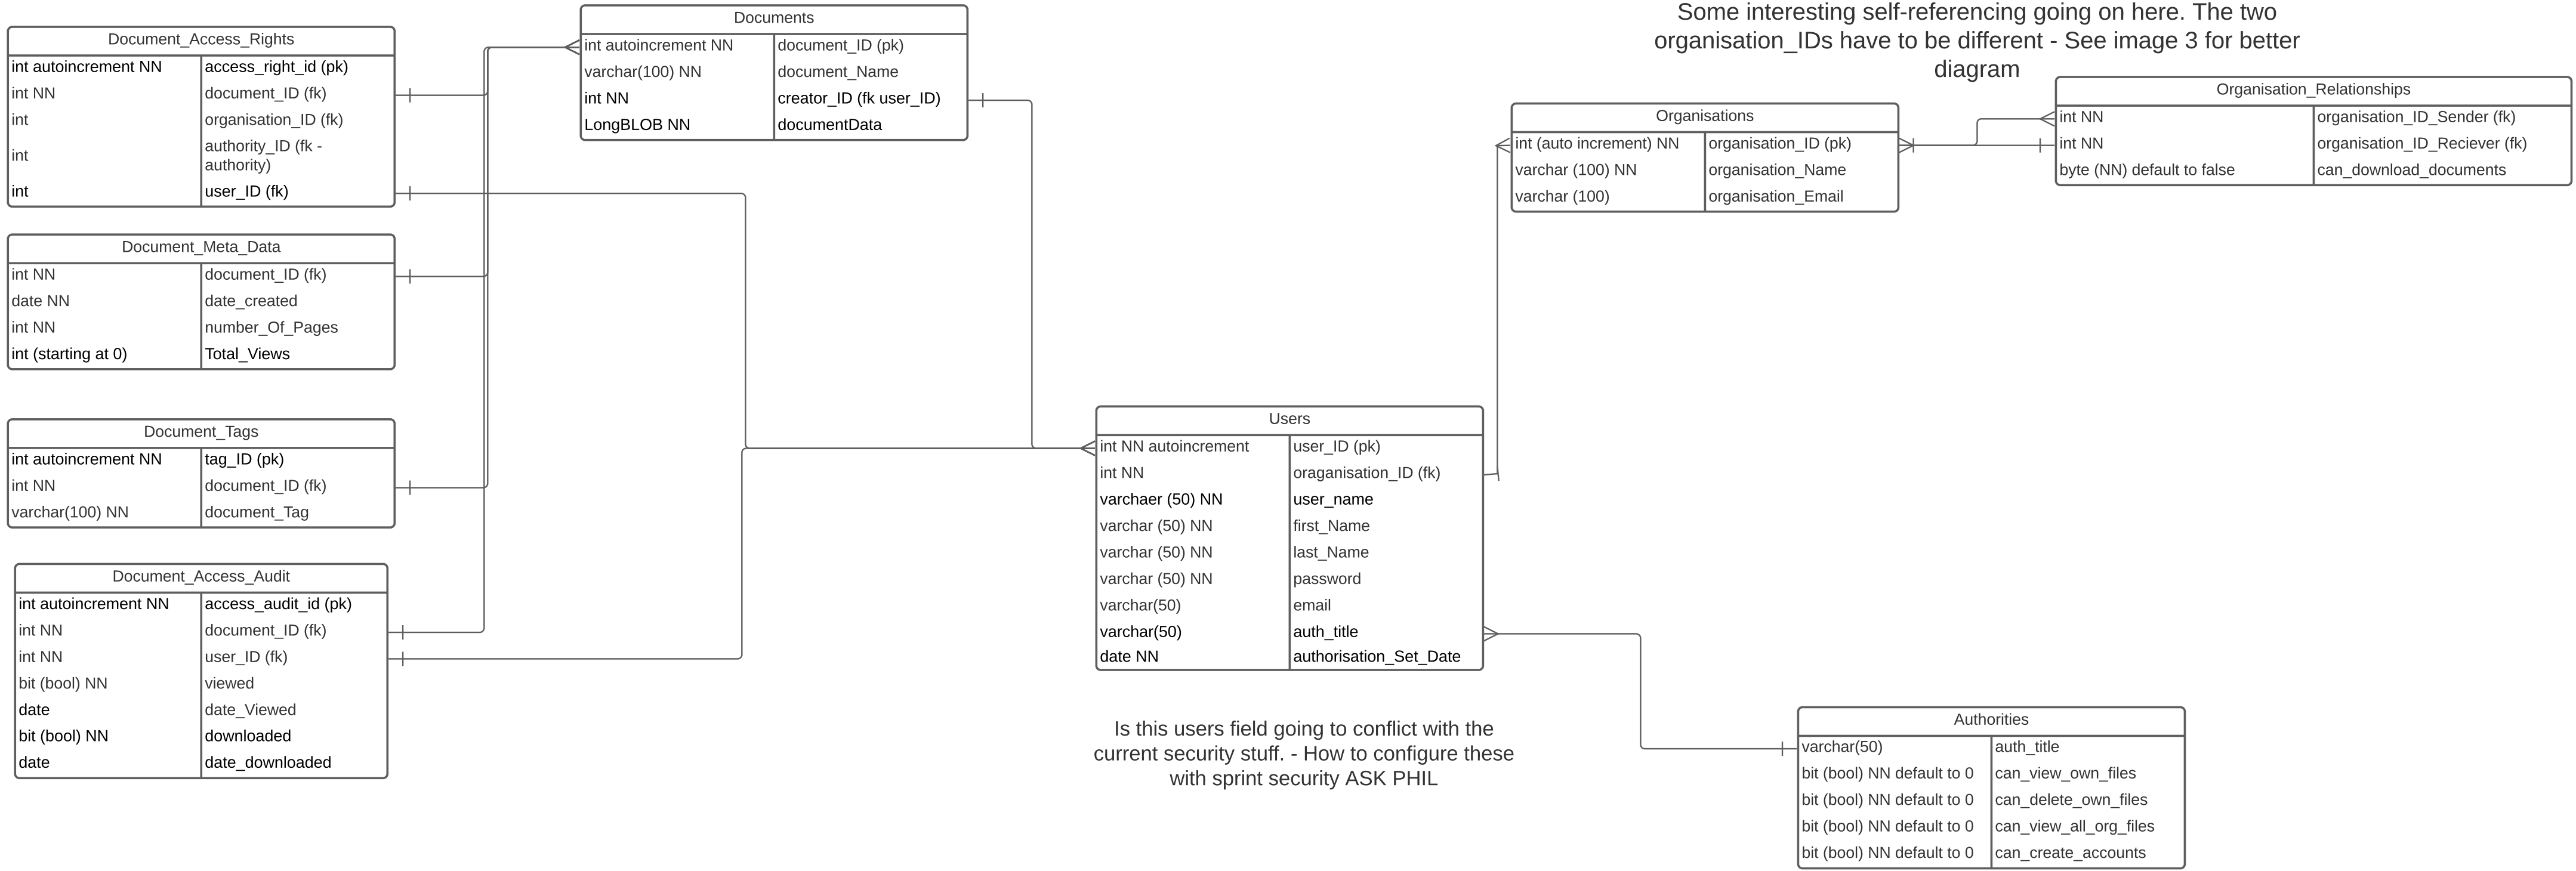 Document_Access_Rights
int autoincrement NN access_right_id (pk)
int NN document_ID (fk)
int organisation_ID (fk)
int authority_ID (fk -
authority)
int user_ID (fk)
Document_Meta_Data
int NN document_ID (fk)
date NN date_created
int NN number_Of_Pages
int (starting at 0) Total_Views
Document_Tags
int autoincrement NN tag_ID (pk)
int NN document_ID (fk)
varchar(100) NN document_Tag
Document_Access_Audit
int autoincrement NN access_audit_id (pk)
int NN document_ID (fk)
int NN user_ID (fk)
bit (bool) NN viewed
date date_Viewed
bit (bool) NN downloaded
date date_downloaded
Documents
int autoincrement NN document_ID (pk)
varchar(100) NN document_Name
int NN creator_ID (fk user_ID)
LongBLOB NN documentData
Users
int NN autoincrement user_ID (pk)
int NN oraganisation_ID (fk)
varchaer (50) NN user_name
varchar (50) NN first_Name
varchar (50) NN last_Name
varchar (50) NN password
varchar(50) email
varchar(50) auth_title
date NN authorisation_Set_Date
Is this users field going to conflict with the
current security stuff. - How to configure these
with sprint security ASK PHIL
Some interesting self-referencing going on here. The two
organisation_IDs have to be different - See image 3 for better
diagram
Organisations
int (auto increment) NN organisation_ID (pk)
varchar (100) NN organisation_Name
varchar (100) organisation_Email
Organisation_Relationships
int NN organisation_ID_Sender (fk)
int NN organisation_ID_Reciever (fk)
byte (NN) default to false can_download_documents
Authorities
varchar(50) auth_title
bit (bool) NN default to 0 can_view_own_files
bit (bool) NN default to 0 can_delete_own_files
bit (bool) NN default to 0 can_view_all_org_files
bit (bool) NN default to 0 can_create_accounts